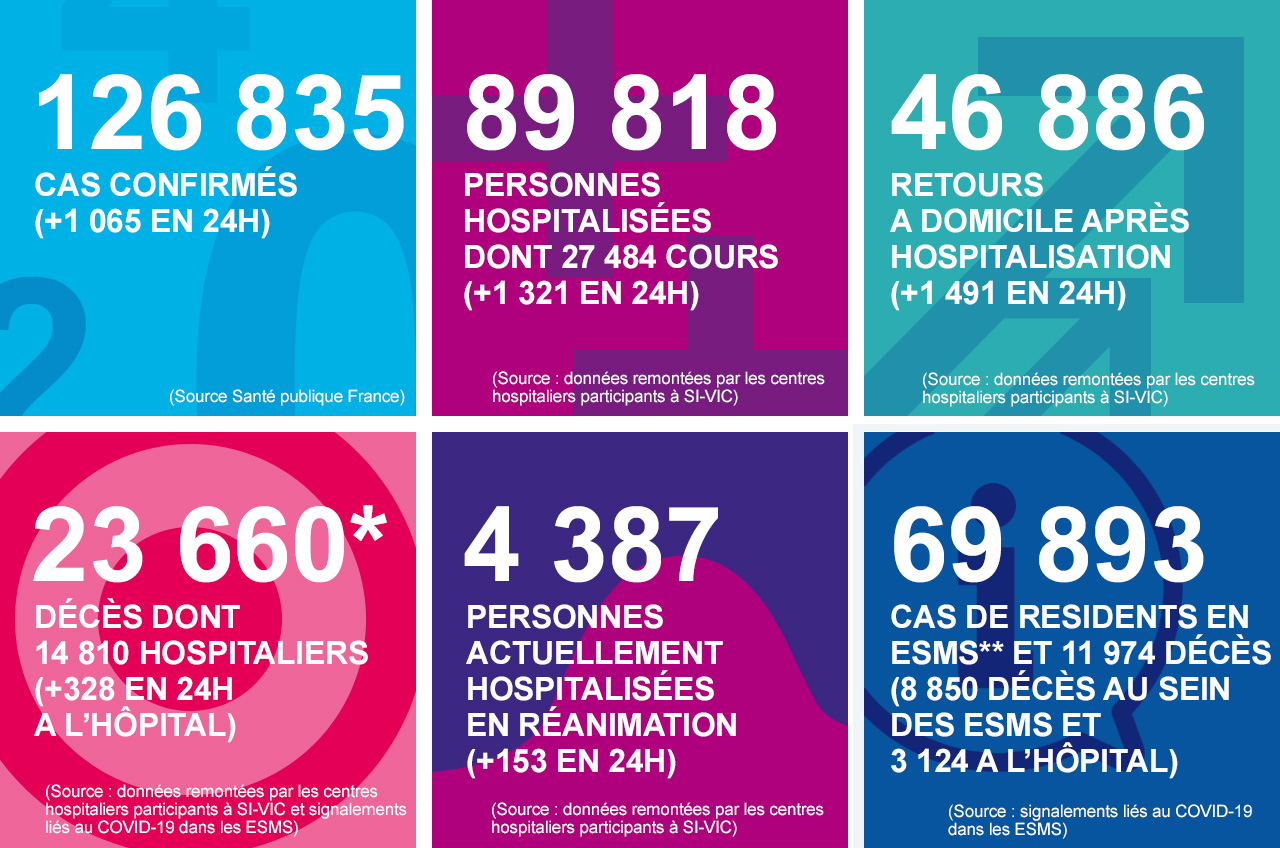 126 835
CAS CONFIRMÉS
(+1 065 EN 24H)
(Source Santé publique France)
89 818
PERSONNES
HOSPITALISÉES
DONT 27 484 COURS
(+1 321 EN 24H)
(Source : données remontées par les centres
hospitaliers participants à SI-VIC)
46 886
RETOURS
A DOMICILE APRÈS
HOSPITALISATION
(+1 491 EN 24H)
(Source : données remontées par les centres
hospitaliers participants à SI-VIC)
23 660*
DÉCÈS DONT
14 810 HOSPITALIERS
(+328 EN 24H
A L’HÔPITAL)
(Source : données remontées par les centres
hospitaliers participants à SI-VIC et signalements
liés au COVID-19 dans les ESMS)
4 387
PERSONNES
ACTUELLEMENT
HOSPITALISÉES
EN RÉANIMATION
(+153 EN 24H)
(Source : données remontées par les centres
hospitaliers participants à SI-VIC)
69 893
CAS DE RESIDENTS EN
ESMS** ET 11 974 DÉCÈS
(8 850 DÉCÈS AU SEIN
DES ESMS ET
3 124 A L’HÔPITAL)
(Source : signalements liés au COVID-19
dans les ESMS)